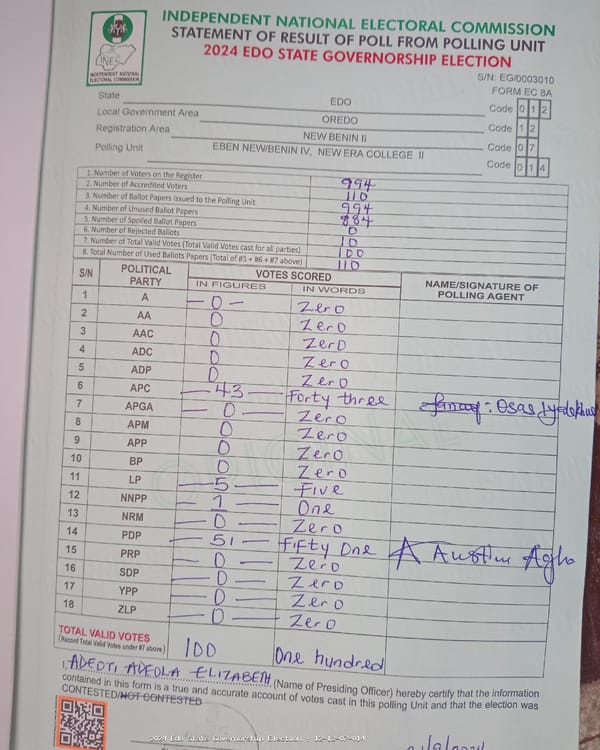 INDEPENDENT NATIONAL ELECTORAL COMMISSION
STATEMENT OF RESULT OF POLL FROM POLLING UNIT
2024 EDO STATE GOVERNORSHIP ELECTION
INEC
INDEPENDENT NATIONAL
ELECTORAL COMMISSION
S/N: EG/0003010
FORM EC 8A
State EDO Code 0 1 2
Local Government Area OREDO Code 1 2
Registration Area NEW BENIN II Code 0 7
Polling Unit EBEN NEW/BENIN IV, NEW ERA COLLEGE II Code 0 1 4
1. Number of Voters on the Register 994
2. Number of Accredited Voters 110
3. Number of Ballot Papers Issued to the Polling Unit 994
4. Number of Unused Ballot Papers 884
5. Number of Spoiled Ballot Papers 0
6. Number of Rejected Ballots 10
7. Number of Total Valid Votes (Total Valid Votes cast for all parties) 100
8. Total Number of Used Ballots Papers (Total of #5 + #6 + #7 above) 110
S/N POLITICAL PARTY VOTES SCORED NAME/SIGNATURE OF POLLING AGENT
IN FIGURES IN WORDS
1 A 0 Zero
2 AA 0 Zero
3 AAC 0 Zero
4 ADC 0 Zero
5 ADP 0 Zero
6 APC 43 Forty three
7 APGA 0 Zero
8 APM 0 Zero
9 APP 0 Zero
10 BP 0 Zero
11 LP 5 Five
12 NNPP 1 One
13 NRM 0 Zero
14 PDP 51 Fifty One Austin Agho
15 PRP 0 Zero
16 SDP 0 Zero
17 YPP 0 Zero
18 ZLP 0 Zero
TOTAL VALID VOTES 100 One hundred
(Record Total Valid Votes under #7 above)
I, ADEOTI ADEOLA ELIZABETH (Name of Presiding Officer) hereby certify that the information
contained in this form is a true and accurate account of votes cast in this polling Unit and that the election was
CONTESTED/NOT CONTESTED
2024 Edo State Governorship Election : 12-12-07-014